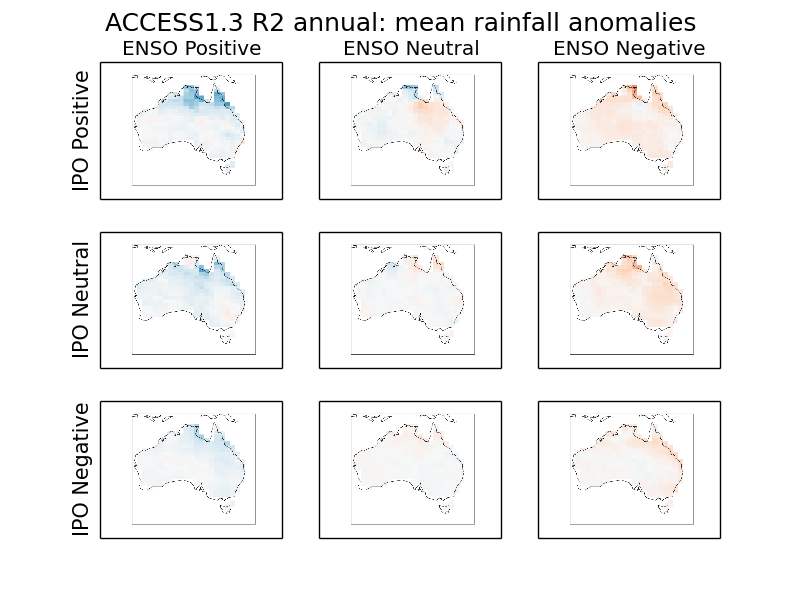 ACCESS1.3 R2 annual: mean rainfall anomalies
ENSO Positive
ENSO Neutral
ENSO Negative
IPO Positive
IPO Neutral
IPO Negative